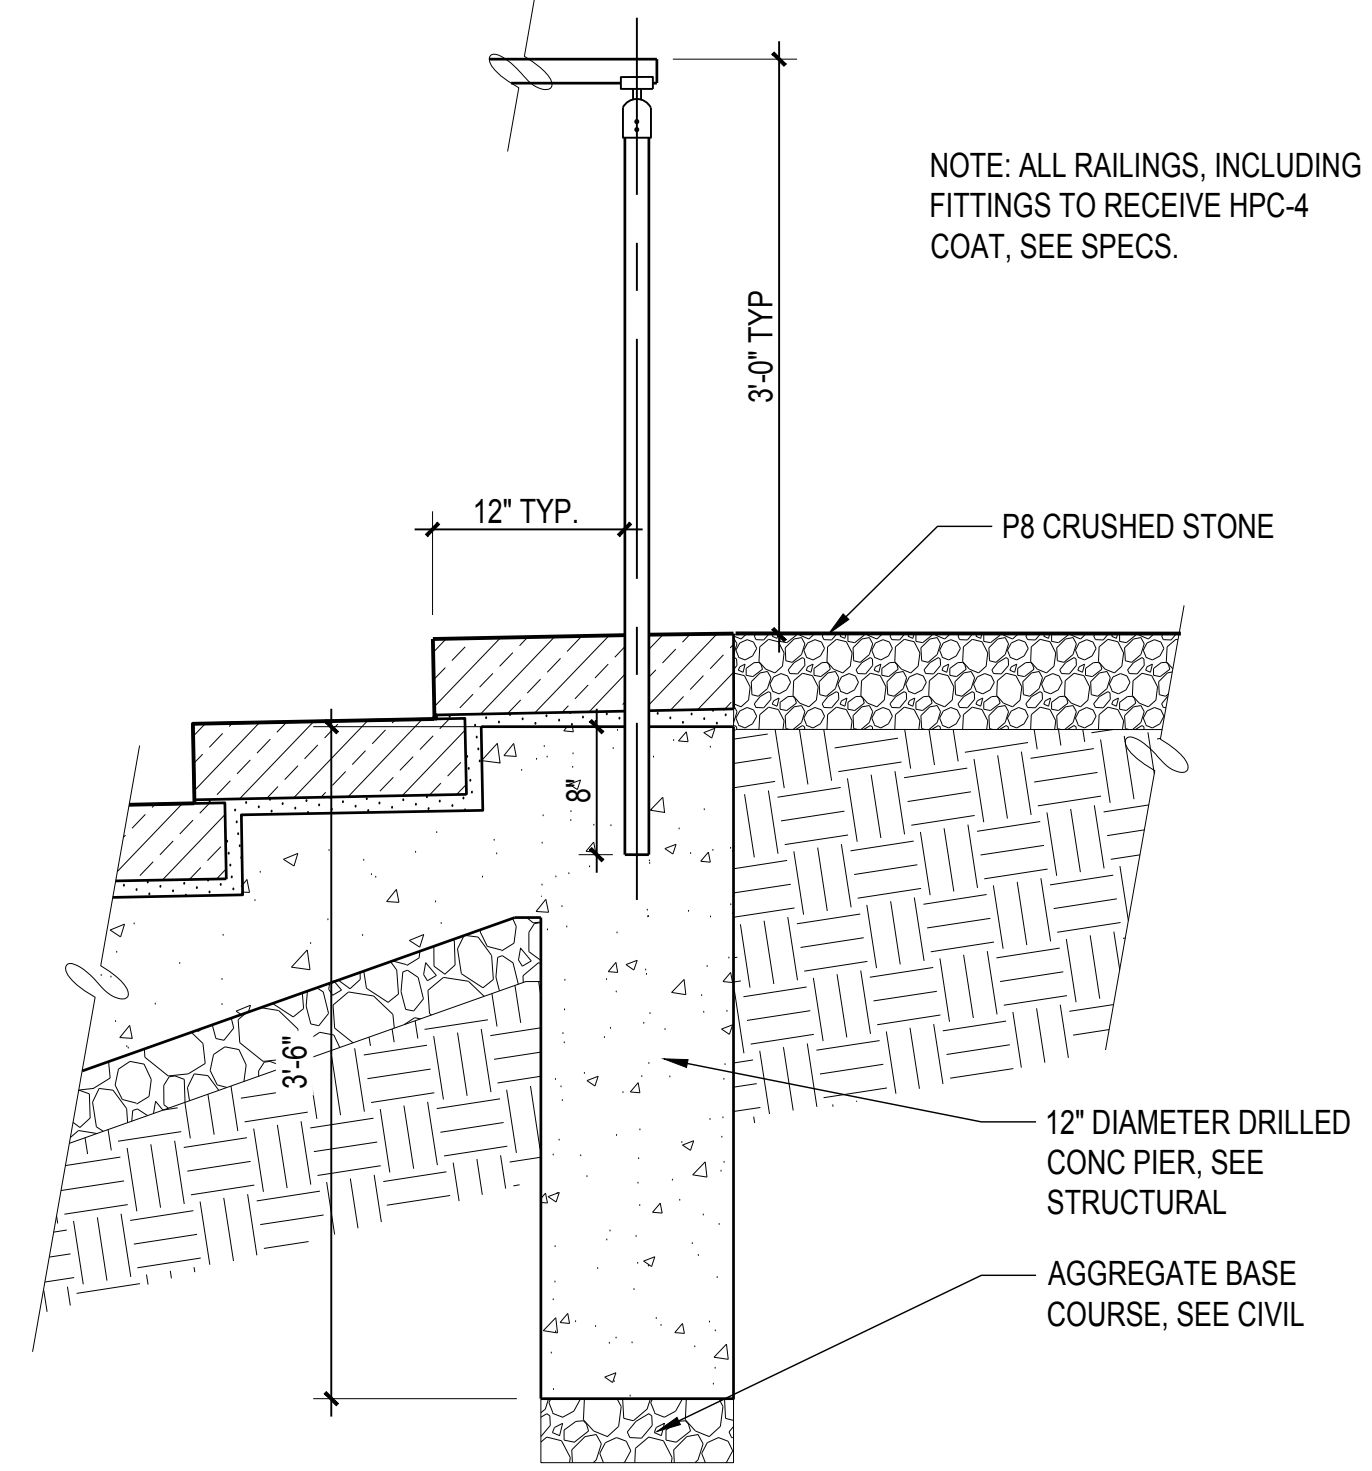 NOTE: ALL RAILINGS, INCLUDING
FITTINGS TO RECEIVE HPC-4
COAT, SEE SPECS.
3'-0" TYP
12" TYP.
P8 CRUSHED STONE
8"
3'-6"
12" DIAMETER DRILLED
CONC PIER, SEE
STRUCTURAL
AGGREGATE BASE
COURSE, SEE CIVIL